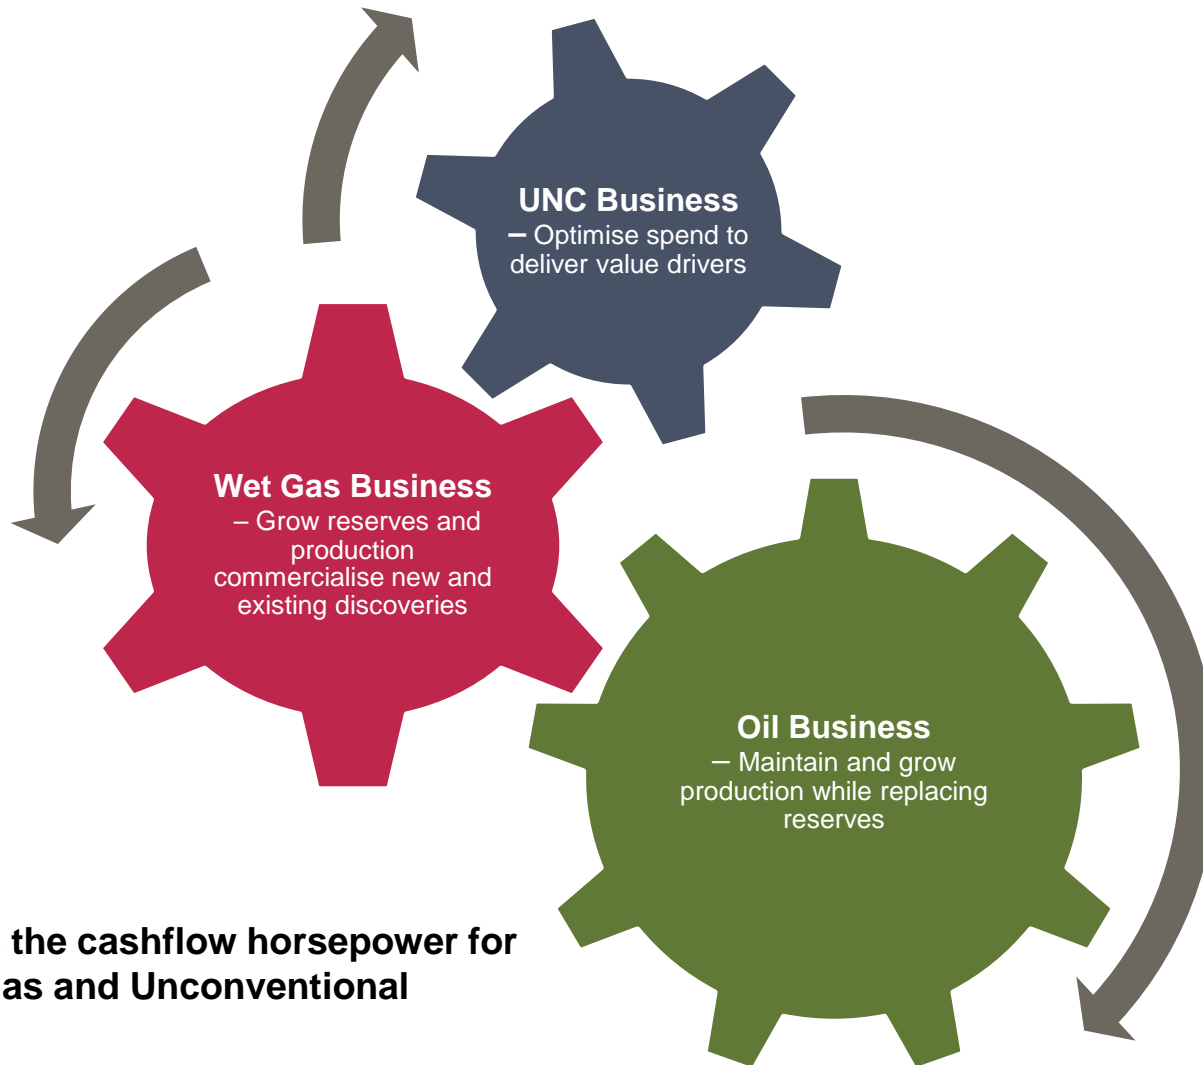 UNC Business
– Optimise spend to
deliver value drivers
Wet Gas Business
– Grow reserves and
production
commercialise new and
existing discoveries
Oil Business
– Maintain and grow
production while replacing
reserves
the cashflow horsepower for
as and Unconventional